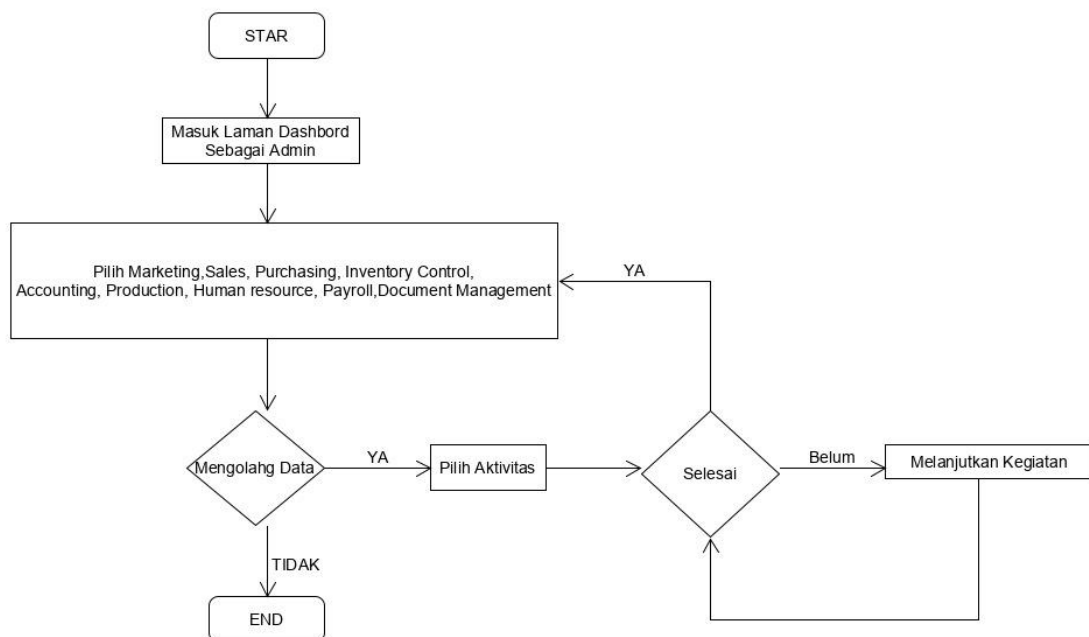 STAR
Masuk Laman Dashbord
Sebagai Admin
Pilih Marketing,Sales, Purchasing, Inventory Control,
Accounting, Production, Human resource, Payroll,Document Management
YA
Mengolahg Data
YA
Pilih Aktivitas
Selesai
Belum
Melanjutkan Kegiatan
TIDAK
END